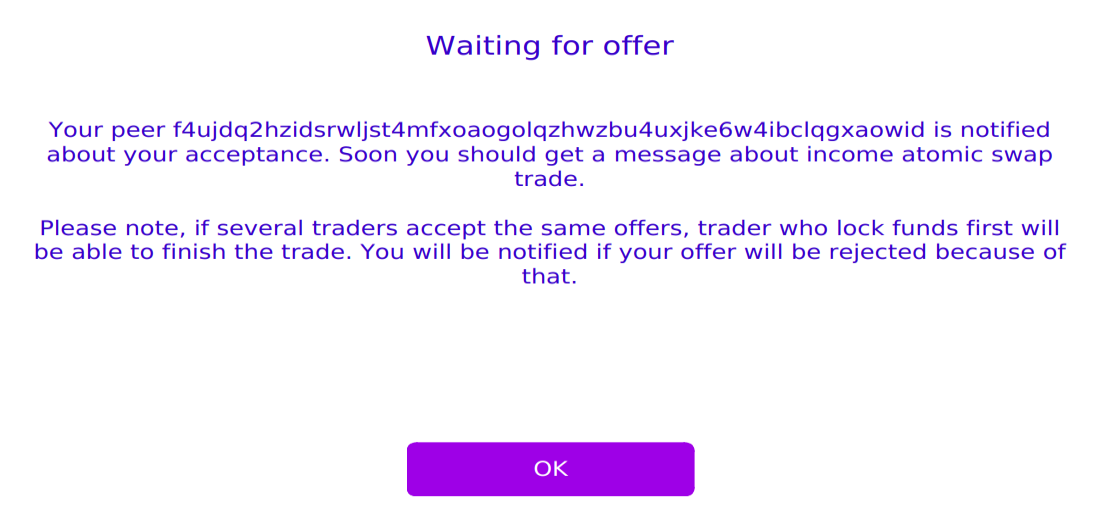 Waiting for offer
Your peer f4ujdq2hzidsrwljst4mfxoaogolqzhwzbu4uxjke6w4ibclqgxaowid is notified
about your acceptance. Soon you should get a message about income atomic swap
trade.
Please note, if several traders accept the same offers, trader who lock funds first will
be able to finish the trade. You will be notified if your offer will be rejected because of
that.
OK